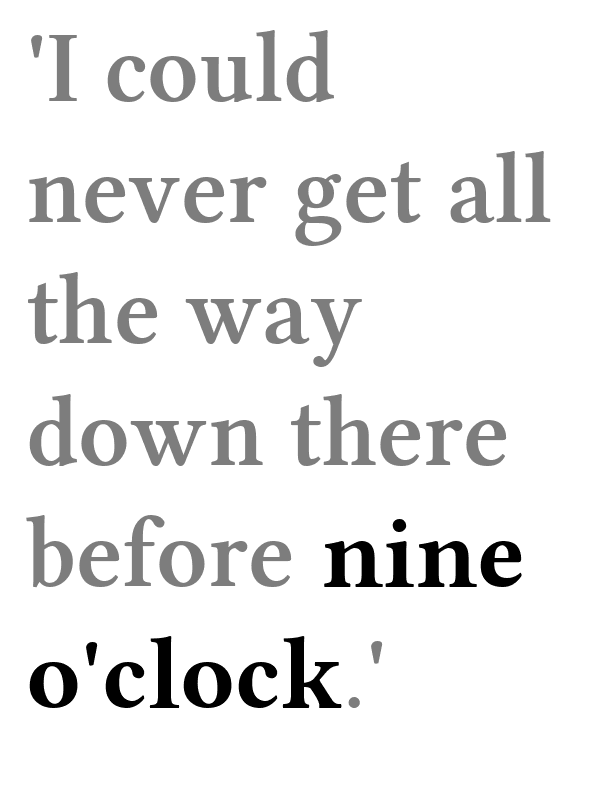 'I could
never get all
the way
down there
before nine
o'clock.'